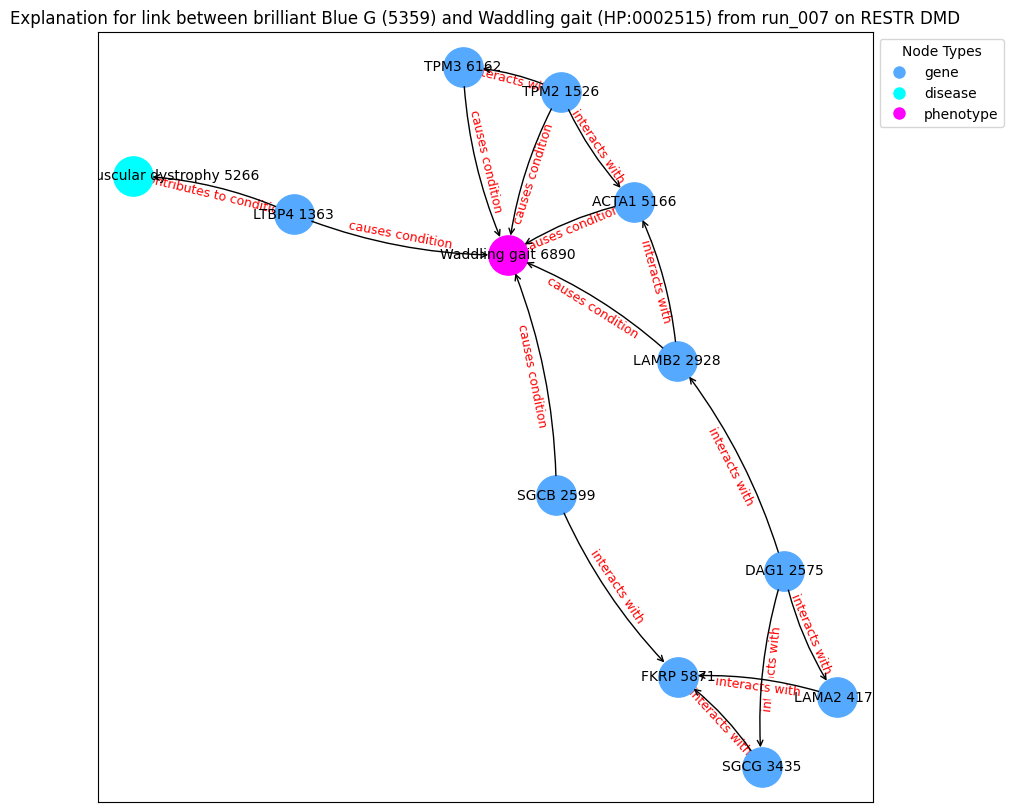 Explanation for link between brilliant Blue G (5359) and Waddling gait (HP:0002515) from run_007 on RESTR DMD
Node Types
gene
disease
phenotype
TPM3 6162
interacts with
TPM2 1526
causes condition
causes condition
interacts with
dystrophy 5266
to condition
LTBP4 1363
ACTA1 5166
causes condition
causes condition
Waddling gait 6890
interacts with
causes condition
LAMB2 2928
causes condition
interacts with
SGCB 2599
interacts with
DAG1 2575
interacts with
with
FKRP 5871
interacts with
LAMA2 417
interacts with
SGCG 3435